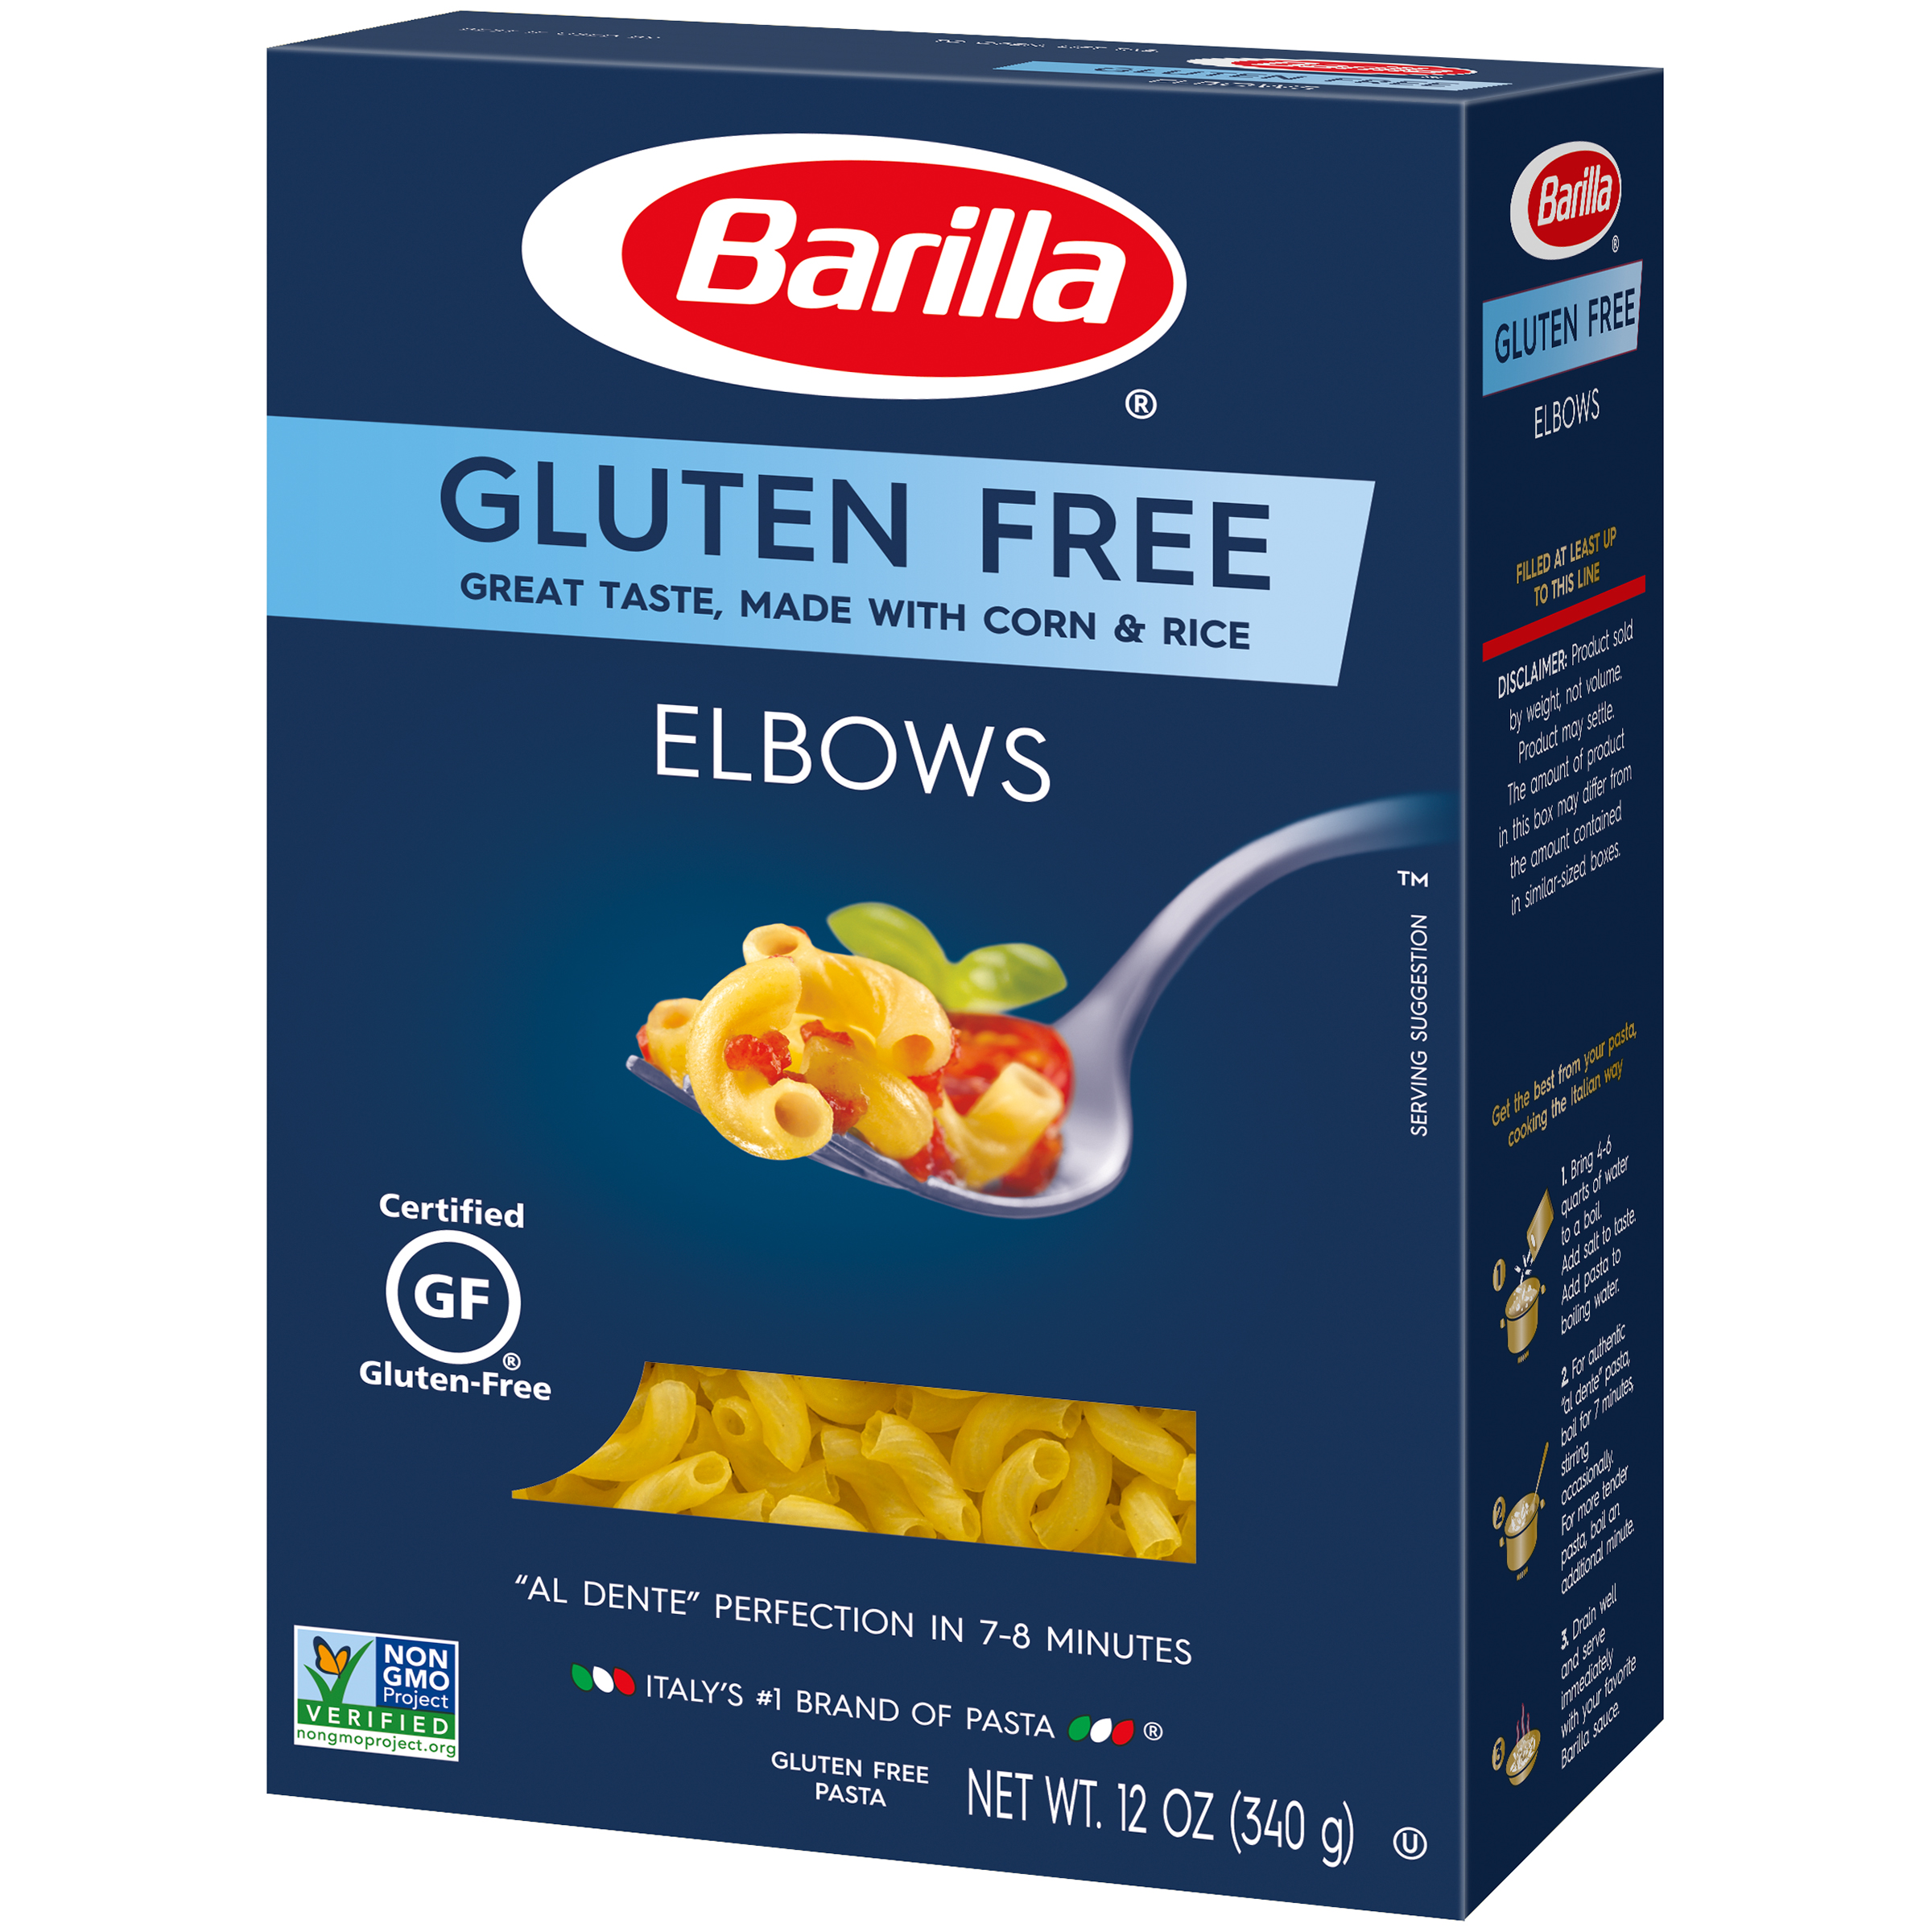 GLUTEN FREE
Barilla
®
GLUTEN FREE
GREAT TASTE, MADE WITH CORN & RICE
ELBOWS
TM
SERVING SUGGESTION
Certified
GF
®
Gluten-Free
"AL DENTE" PERFECTION IN 7-8 MINUTES
ITALY'S #1 BRAND OF PASTA ®
NON
GMO
Project
VERIFIED
nongmoproject.org
GLUTEN FREE
PASTA
NET WT. 12 OZ (340 g)
U
Barilla
®
GLUTEN FREE
ELBOWS
FILLED AT LEAST UP
TO THIS LINE
DISCLAIMER: Product sold
by weight, not volume.
Product may settle.
The amount of product
in this box may differ from
the amount contained
in similar-sized boxes.
Get the best from your pasta,
cooking the Italian way
1
1. Bring 4-6
quarts of water
to a boil.
Add salt to taste.
Add pasta to
boiling water.
2
2. For authentic
"al dente" pasta,
boil for 7 minutes,
stirring
occasionally.
For more tender
pasta, boil an
additional minute.
3
3. Drain well
and serve
immediately
with your favorite
Barilla sauce.